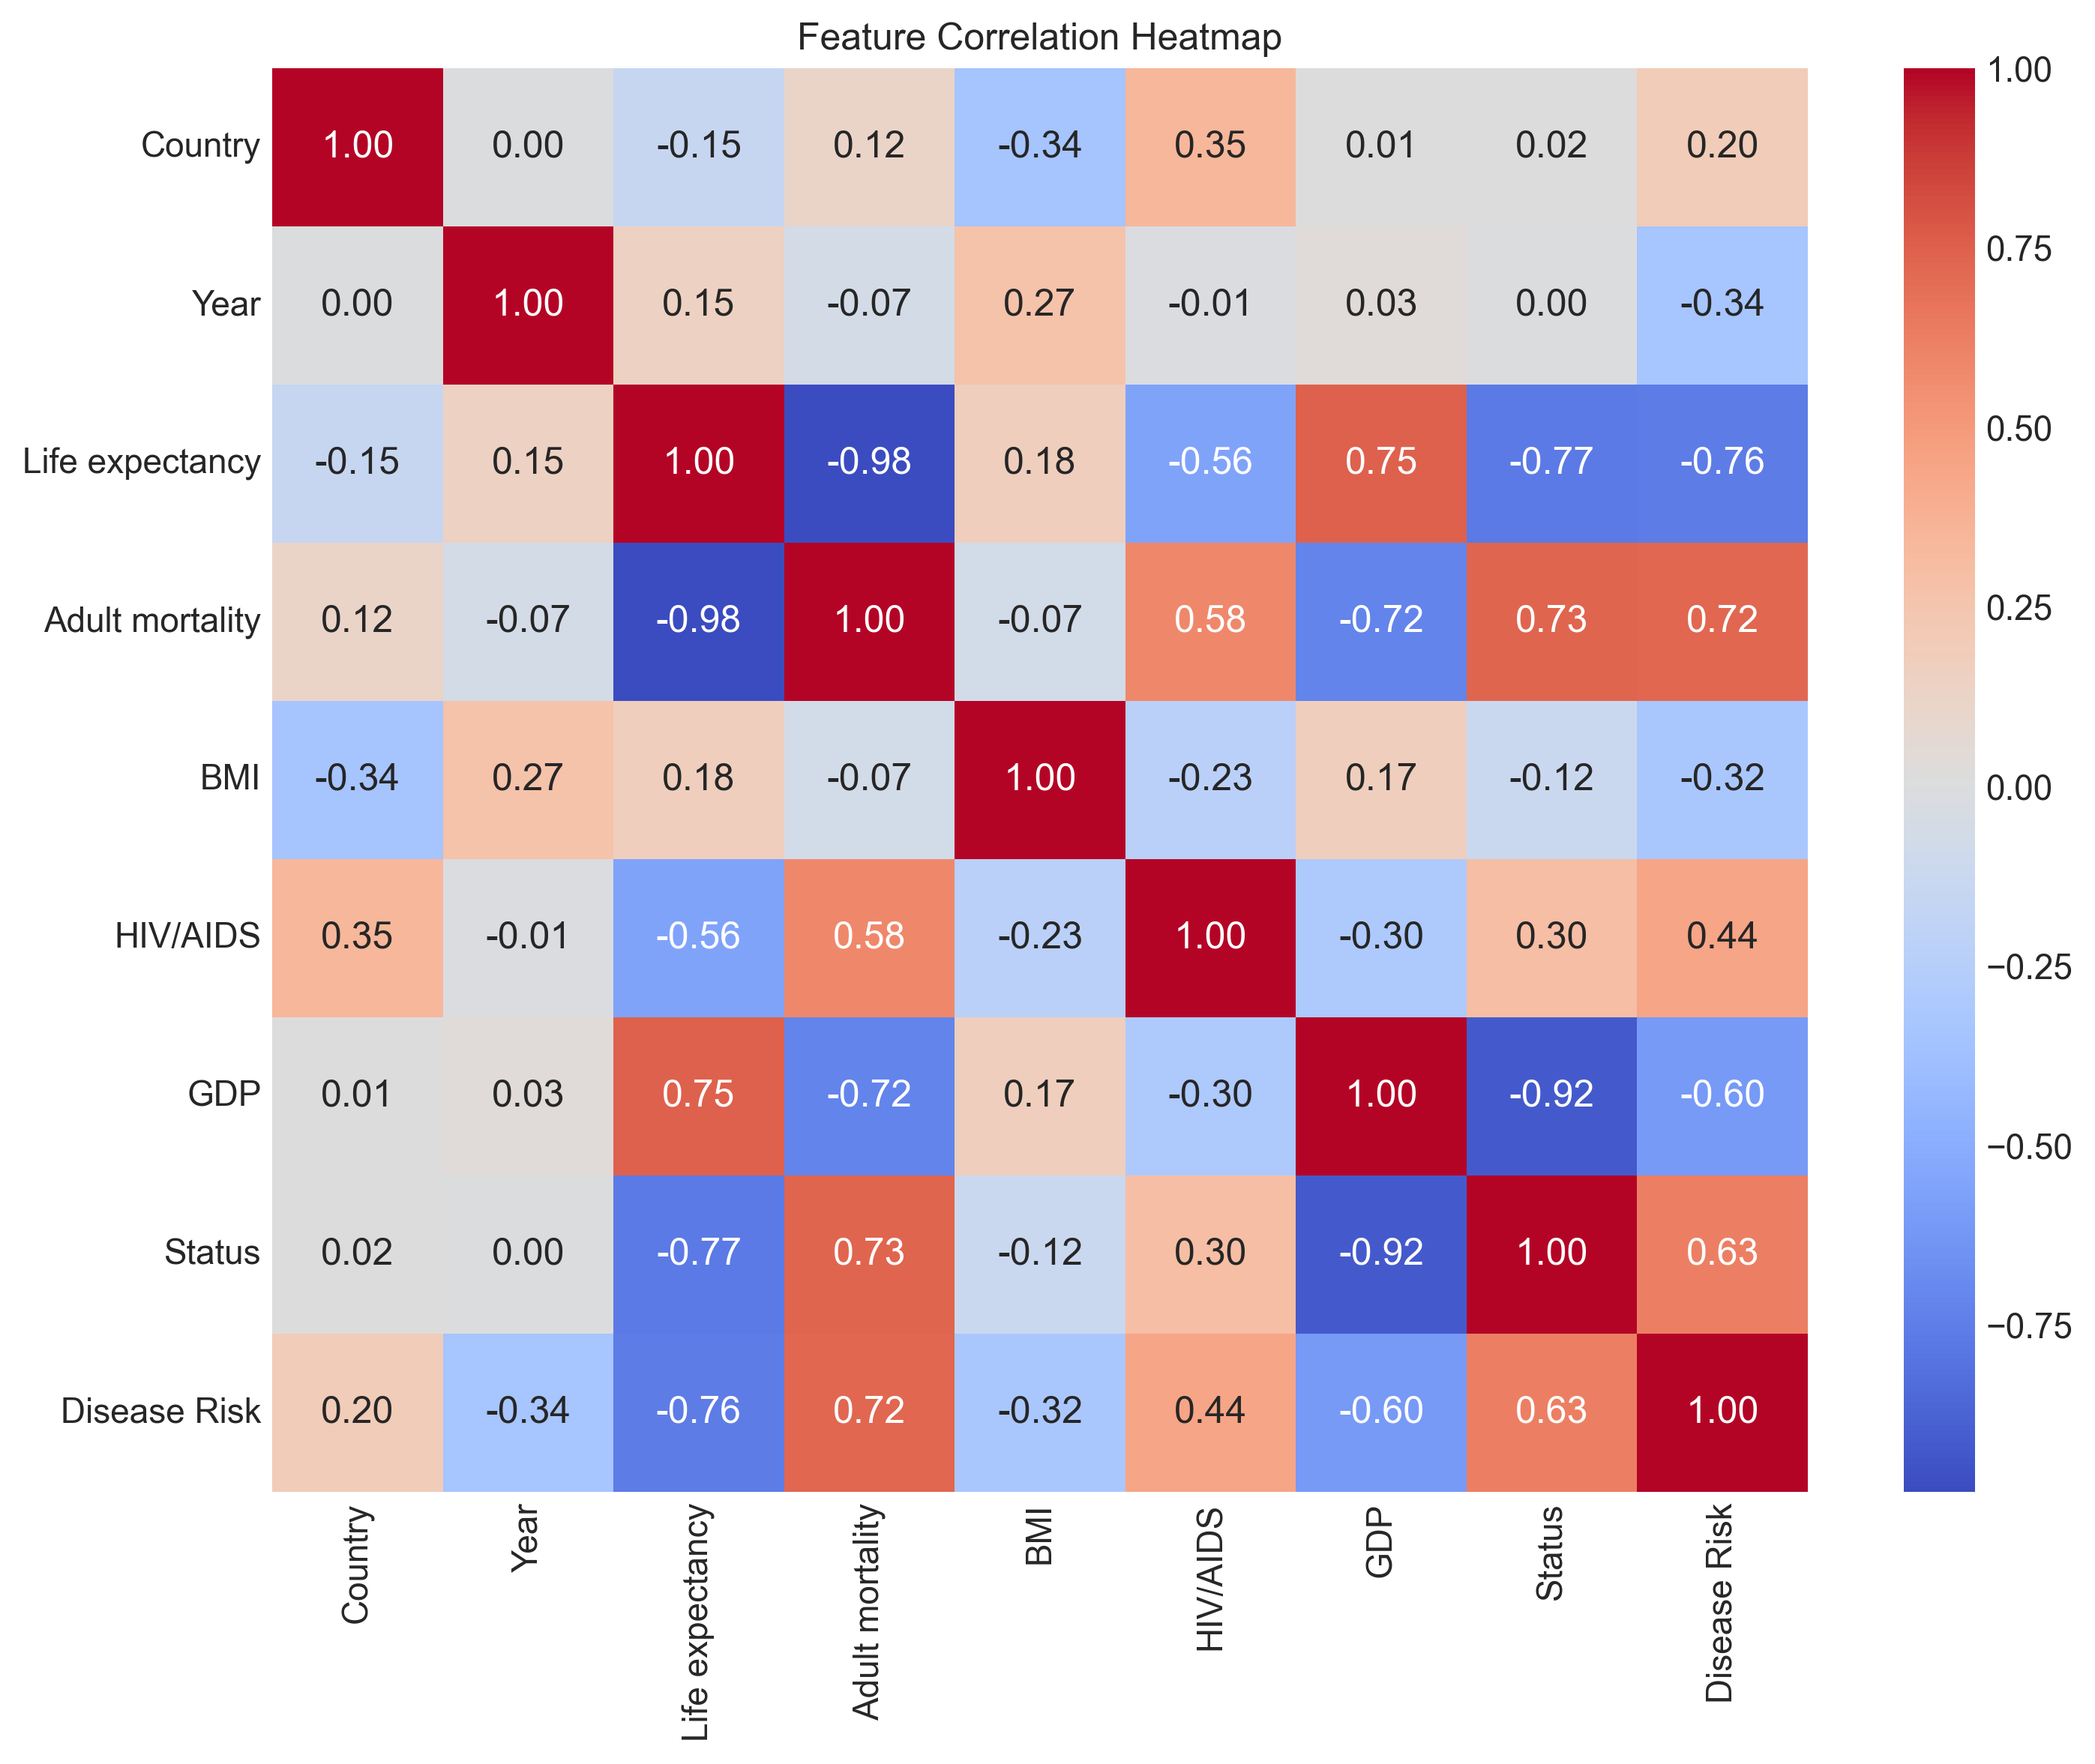 Feature Correlation Heatmap
Country 1.00 0.00 -0.15 0.12 -0.34 0.35 0.01 0.02 0.20
Year 0.00 1.00 0.15 -0.07 0.27 -0.01 0.03 0.00 -0.34
Life expectancy -0.15 0.15 1.00 -0.98 0.18 -0.56 0.75 -0.77 -0.76
Adult mortality 0.12 -0.07 -0.98 1.00 -0.07 0.58 -0.72 0.73 0.72
BMI -0.34 0.27 0.18 -0.07 1.00 -0.23 0.17 -0.12 -0.32
HIV/AIDS 0.35 -0.01 -0.56 0.58 -0.23 1.00 -0.30 0.30 0.44
GDP 0.01 0.03 0.75 -0.72 0.17 -0.30 1.00 -0.92 -0.60
Status 0.02 0.00 -0.77 0.73 -0.12 0.30 -0.92 1.00 0.63
Disease Risk 0.20 -0.34 -0.76 0.72 -0.32 0.44 -0.60 0.63 1.00
Country
Year
Life expectancy
Adult mortality
BMI
HIV/AIDS
GDP
Status
Disease Risk
1.00
0.75
0.50
0.25
0.00
−0.25
−0.50
−0.75